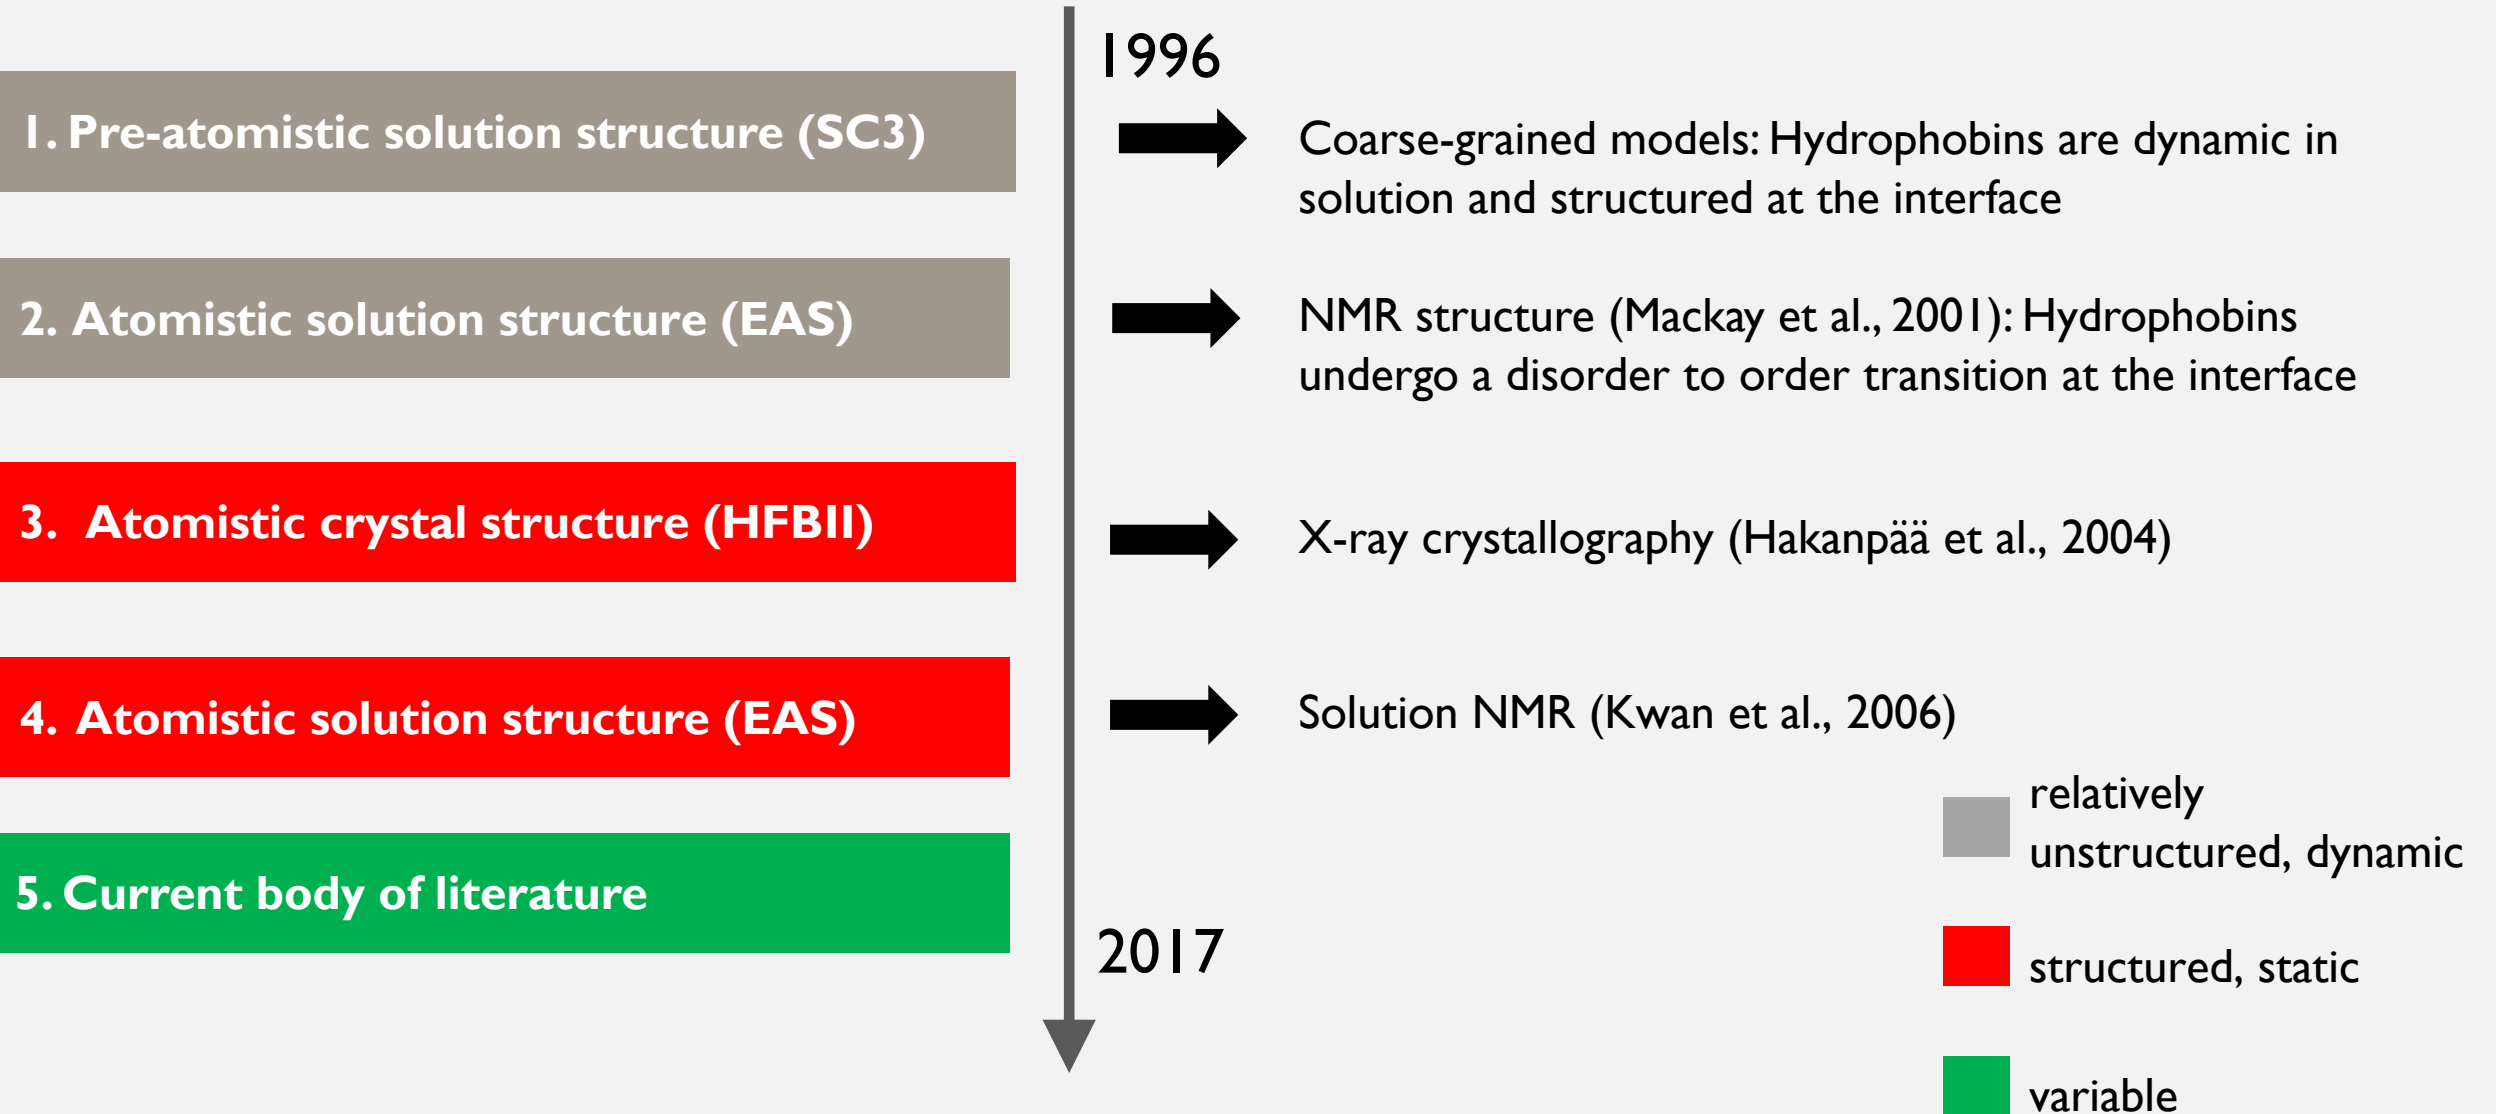 1996
1. Pre-atomistic solution structure (SC3)
Coarse-grained models: Hydrophobins are dynamic in
solution and structured at the interface
2. Atomistic solution structure (EAS)
NMR structure (Mackay et al., 2001): Hydrophobins
undergo a disorder to order transition at the interface
3. Atomistic crystal structure (HFBII)
X-ray crystallography (Hakanpää et al., 2004)
4. Atomistic solution structure (EAS)
Solution NMR (Kwan et al., 2006)
5. Current body of literature
2017
relatively
unstructured, dynamic
structured, static
variable